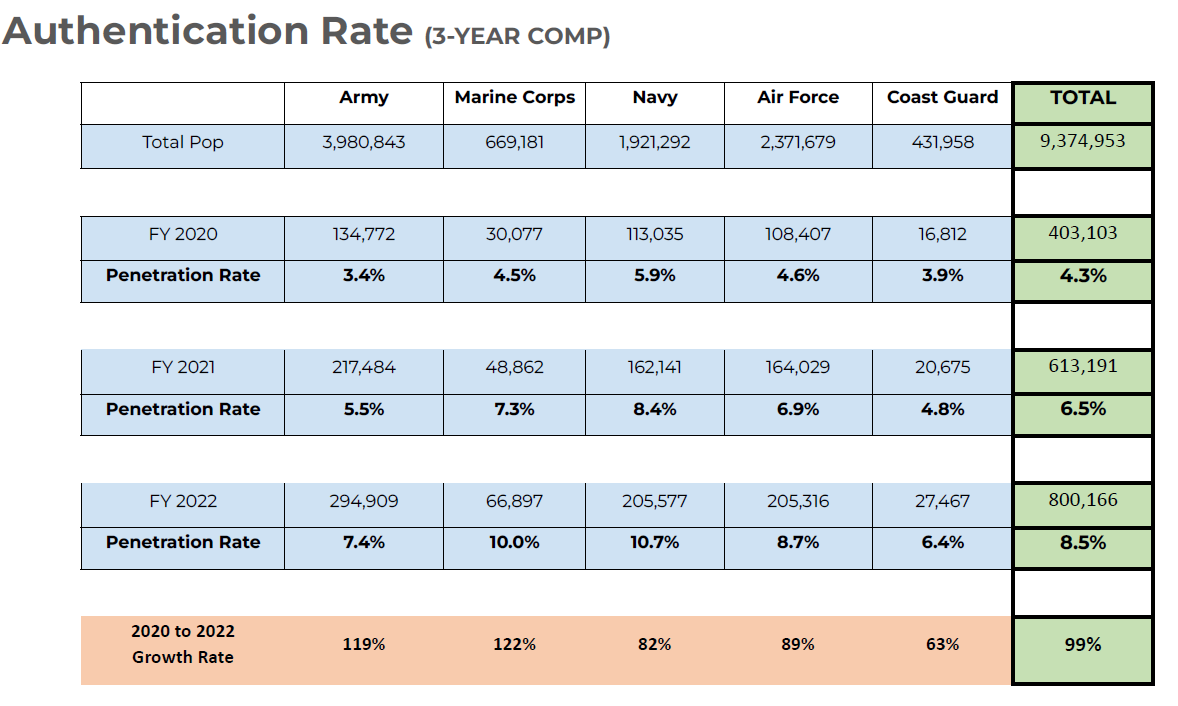 Authentication Rate (3-YEAR COMP)
Army Marine Corps Navy Air Force Coast Guard TOTAL
Total Pop 3,980,843 669,181 1,921,292 2,371,679 431,958 9,374,953
FY 2020 134,772 30,077 113,035 108,407 16,812 403,103
Penetration Rate 3.4% 4.5% 5.9% 4.6% 3.9% 4.3%
FY 2021 217,484 48,862 162,141 164,029 20,675 613,191
Penetration Rate 5.5% 7.3% 8.4% 6.9% 4.8% 6.5%
FY 2022 294,909 66,897 205,577 205,316 27,467 800,166
Penetration Rate 7.4% 10.0% 10.7% 8.7% 6.4% 8.5%
2020 to 2022
Growth Rate 119% 122% 82% 89% 63% 99%